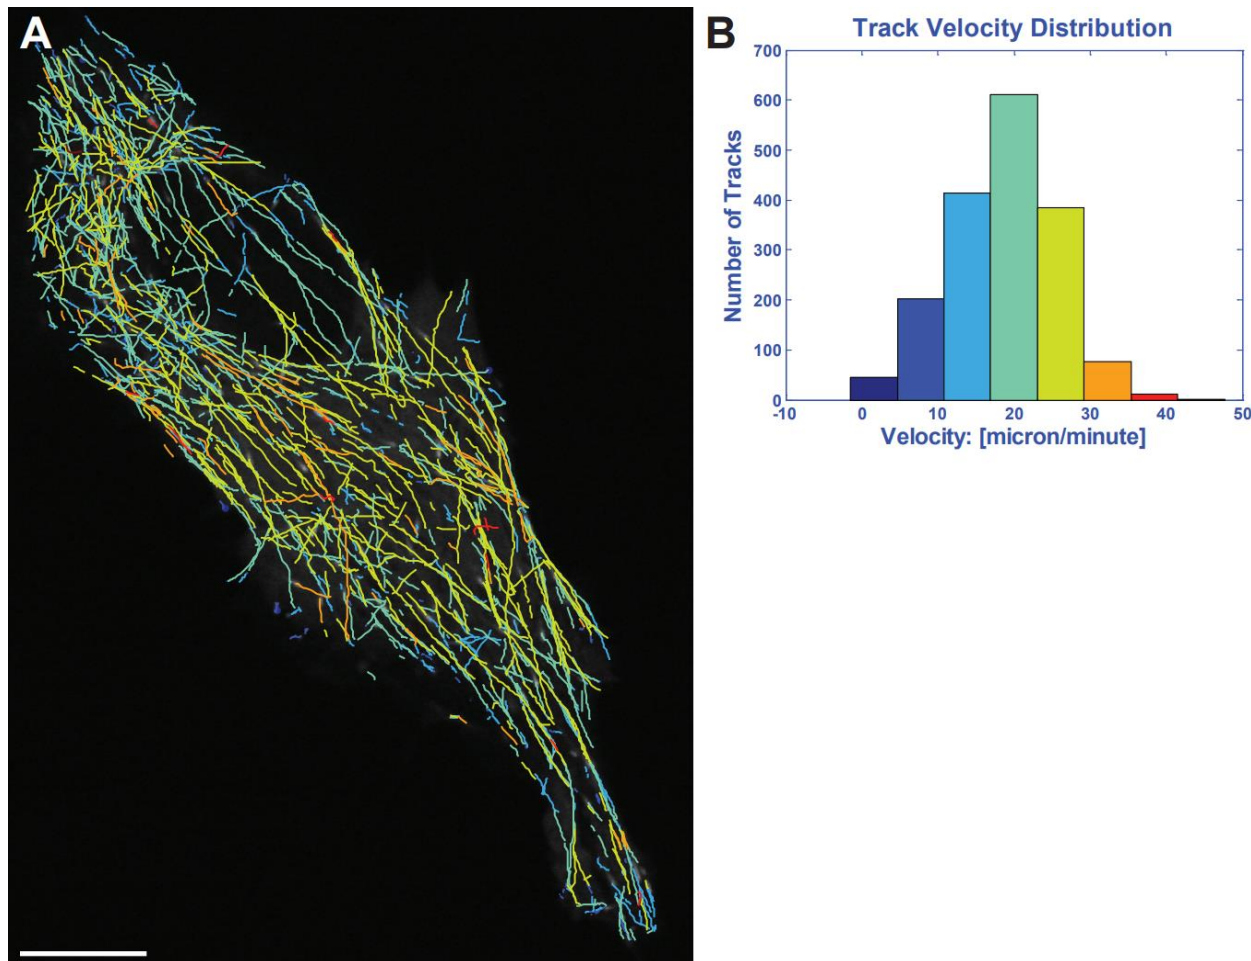 A
B
Track Velocity Distribution
Number of Tracks
700
600
500
400
300
200
100
0
-10 0 10 20 30 40 50
Velocity: [micron/minute]